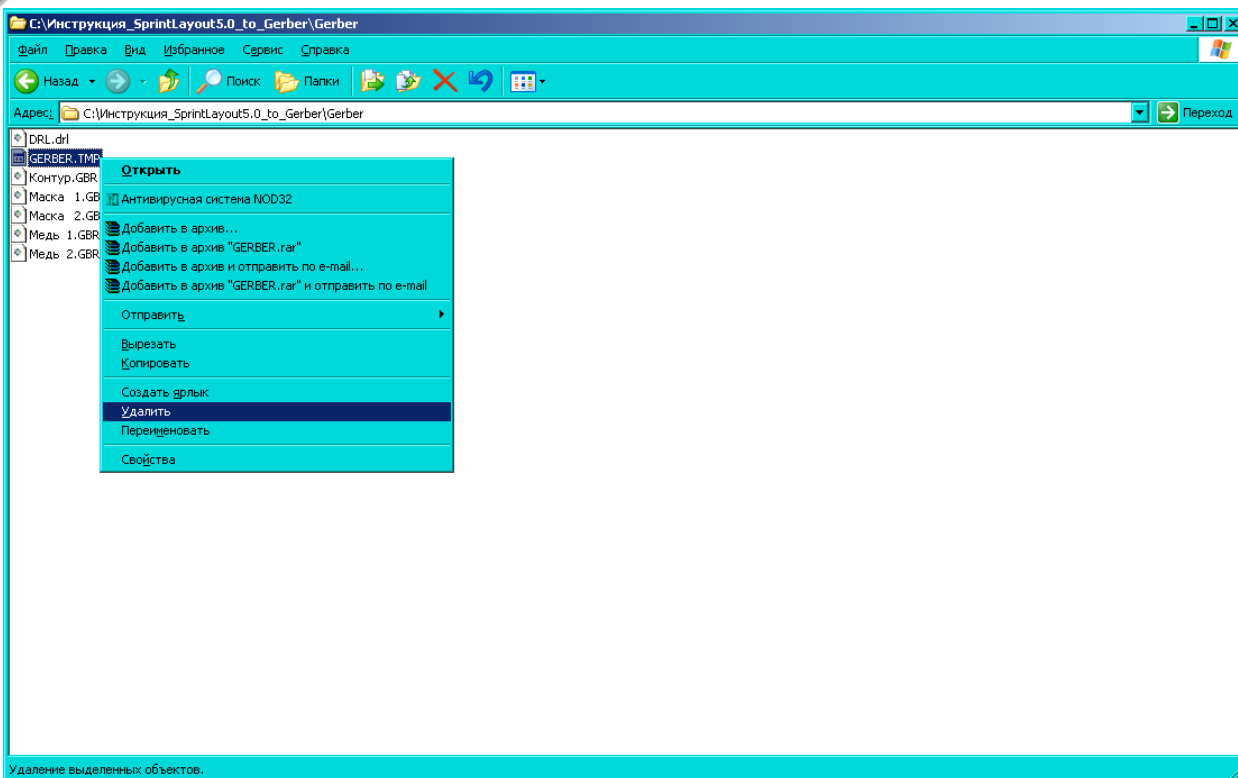 C:\Инструкция_SprintLayout5.0_to_Gerber\Gerber
Файл Правка Вид Избранное Сервис Справка
Назад Поиск Папки
Адрес: C:\Инструкция_SprintLayout5.0_to_Gerber\Gerber Переход
DRL.drl
GERBER.TMP
Контур.GBR
Маска 1.GB
Маска 2.GB
Медь 1.GBR
Медь 2.GBR
Открыть
Антивирусная система NOD32
Добавить в архив...
Добавить в архив "GERBER.rar"
Добавить в архив и отправить по e-mail...
Добавить в архив "GERBER.rar" и отправить по e-mail
Отправить
Вырезать
Копировать
Создать ярлык
Удалить
Переименовать
Свойства
Удаление выделенных объектов.